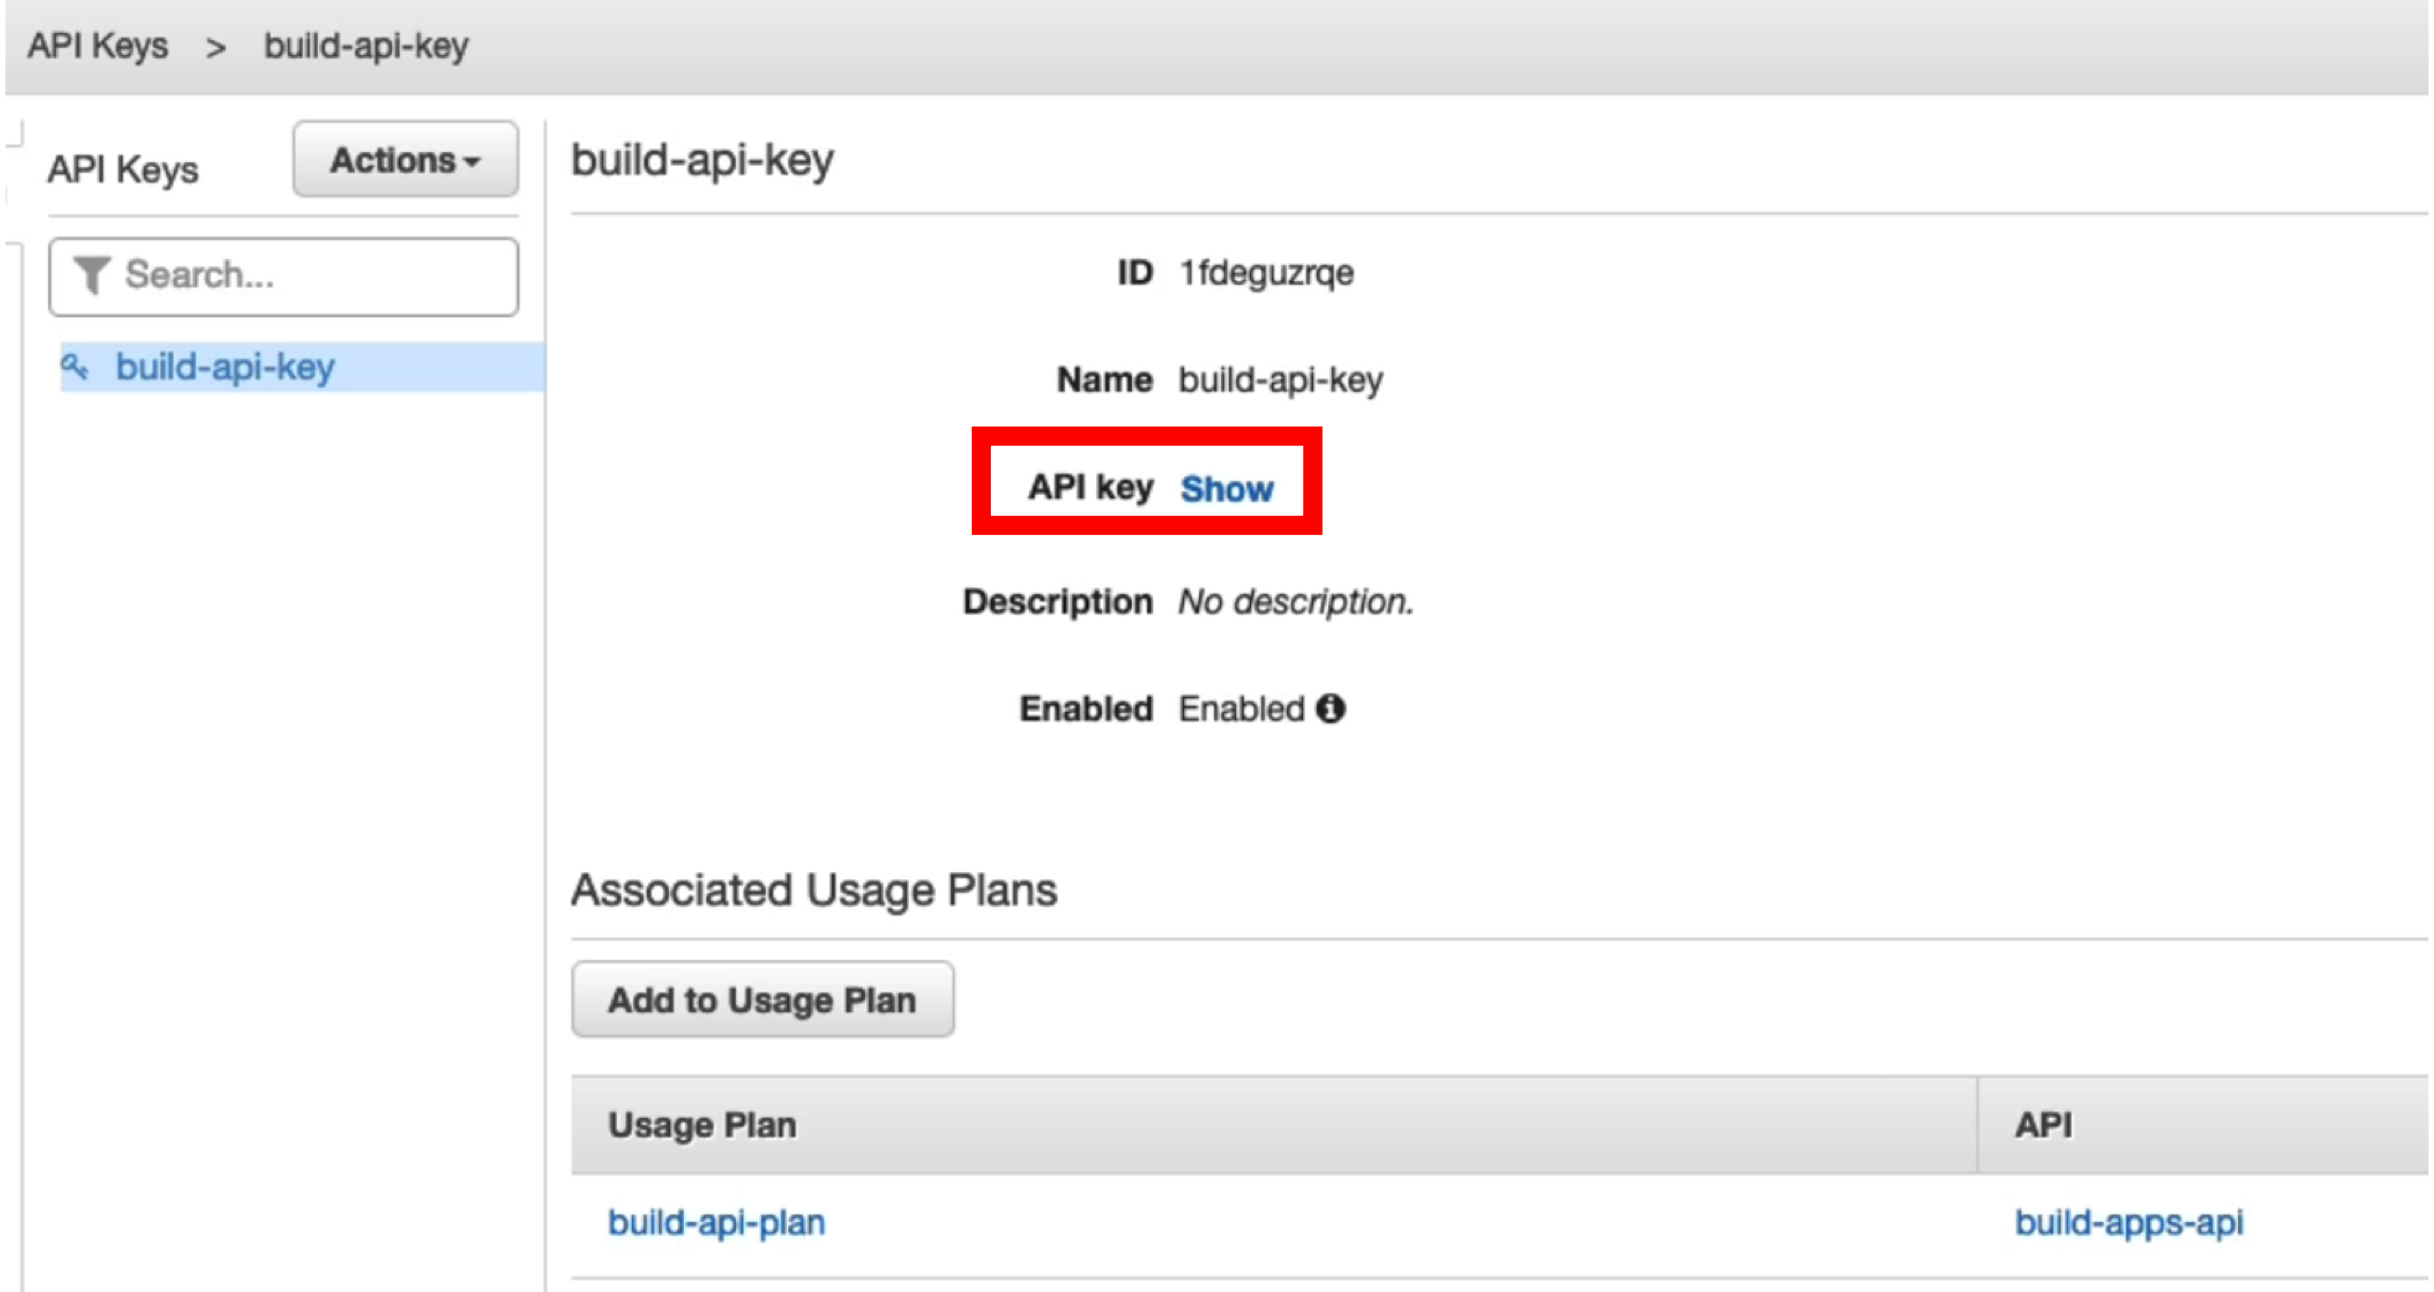 API Keys > build-api-key
API Keys
Actions
Search...
build-api-key
build-api-key
ID 1fdeguzrqe
Name build-api-key
API key Show
Description No description.
Enabled Enabled
Associated Usage Plans
Add to Usage Plan
Usage Plan API
build-api-plan build-apps-api